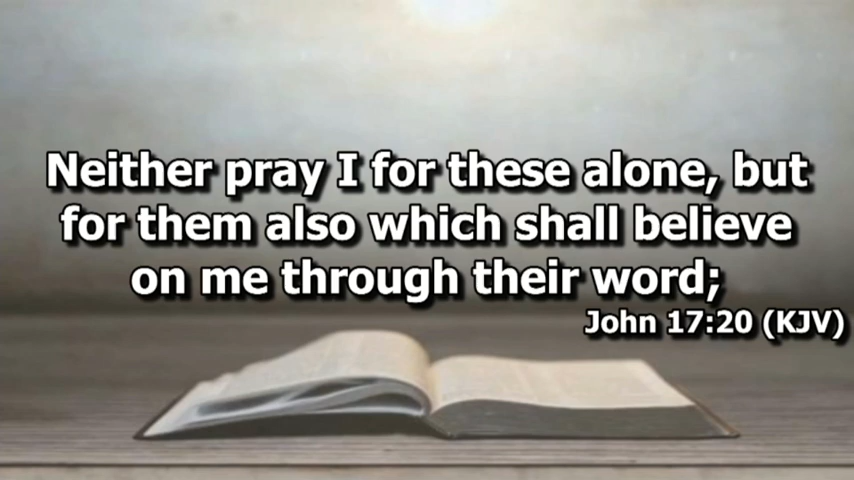 Neither pray I for these alone, but
for them also which shall believe
on me through their word;
John 17:20 (KJV)